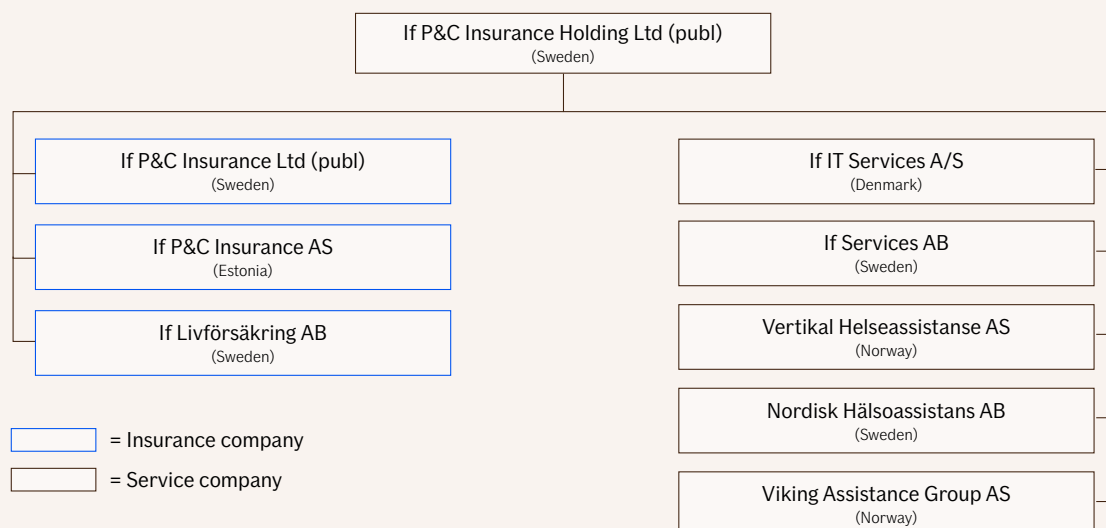 If P&C Insurance Holding Ltd (publ)
(Sweden)
If P&C Insurance Ltd (publ)
(Sweden)
If P&C Insurance AS
(Estonia)
If Livförsäkring AB
(Sweden)
= Insurance company
= Service company
If IT Services A/S
(Denmark)
If Services AB
(Sweden)
Vertikal Helseassistanse AS
(Norway)
Nordisk Hälsoassistans AB
(Sweden)
Viking Assistance Group AS
(Norway)